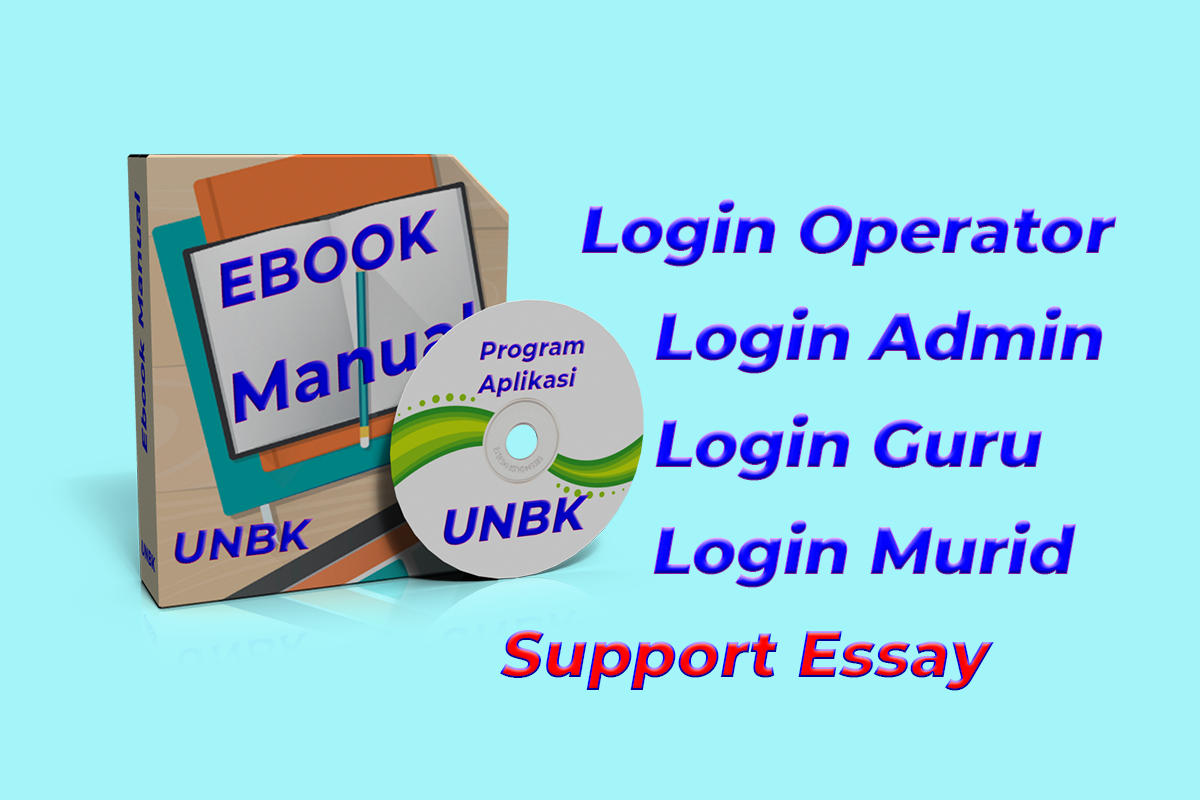 Ebook Manual
UNBK
EBOOK
Manual
UNBK
Program
Aplikasi
UNBK
Login Operator
Login Admin
Login Guru
Login Murid
Support Essay